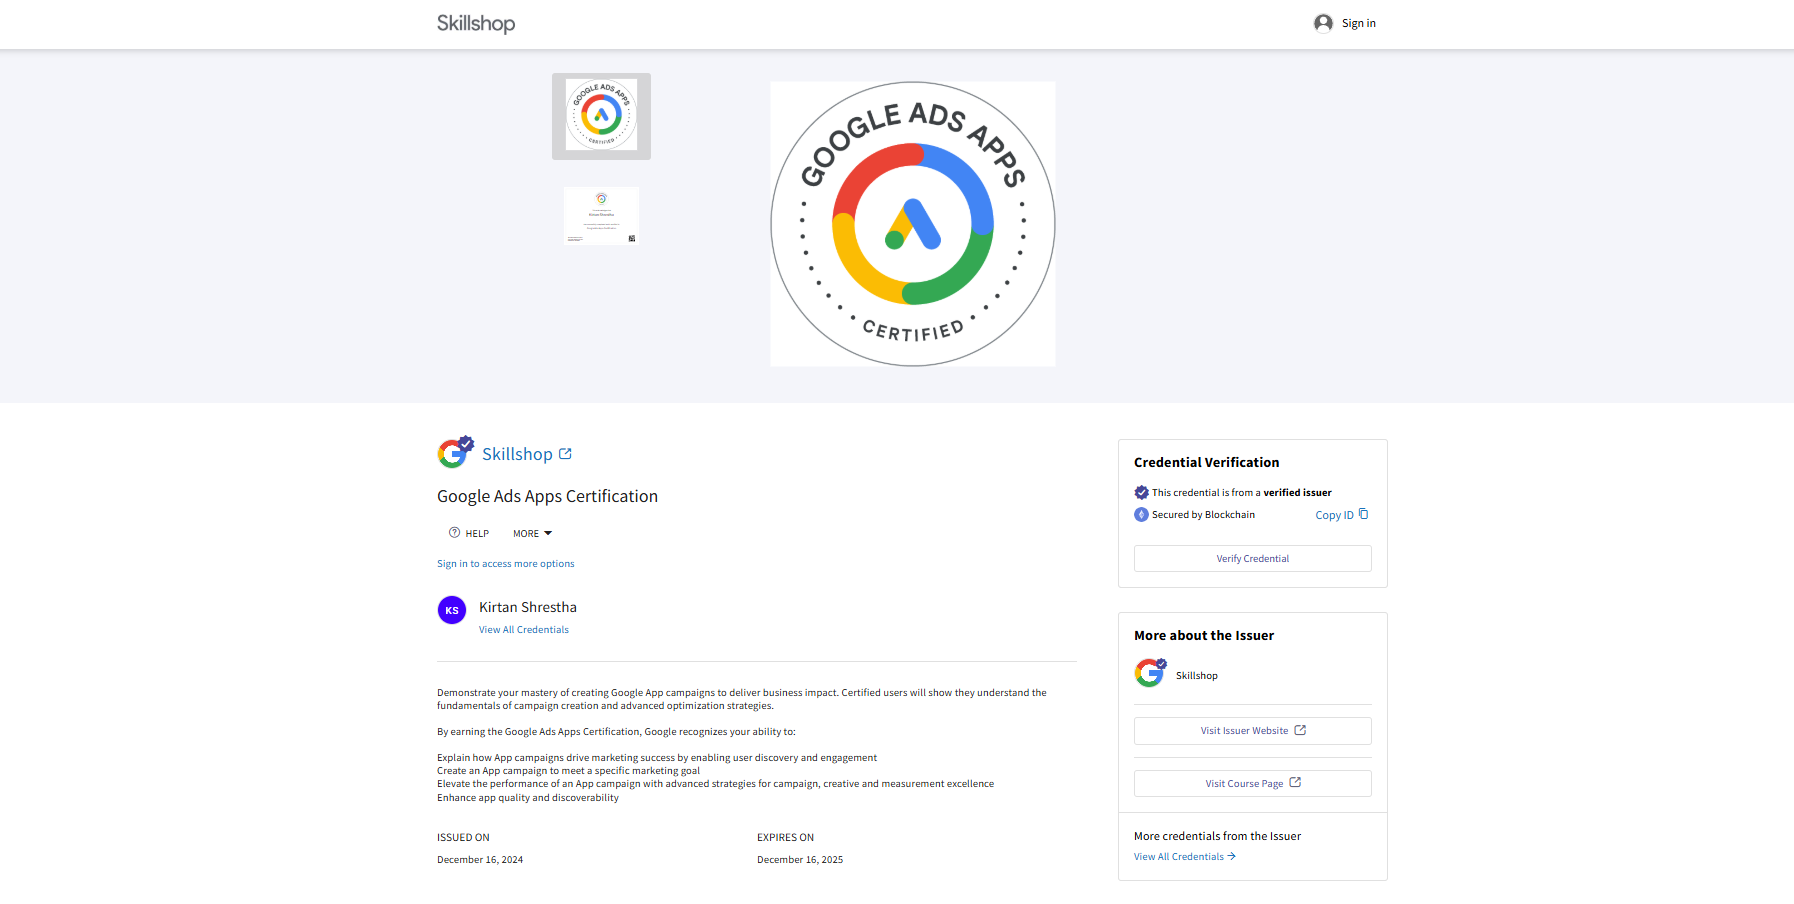 Skillshop
Sign in
GOOGLE ADS APPS
CERTIFIED
Kirtan Shrestha
GOOGLE ADS APPS
CERTIFIED
Skillshop
Google Ads Apps Certification
HELP
MORE
Sign in to access more options
KS
Kirtan Shrestha
View All Credentials
Demonstrate your mastery of creating Google App campaigns to deliver business impact. Certified users will show they understand the
fundamentals of campaign creation and advanced optimization strategies.
By earning the Google Ads Apps Certification, Google recognizes your ability to:
Explain how App campaigns drive marketing success by enabling user discovery and engagement
Create an App campaign to meet a specific marketing goal
Elevate the performance of an App campaign with advanced strategies for campaign, creative and measurement excellence
Enhance app quality and discoverability
ISSUED ON
December 16, 2024
EXPIRES ON
December 16, 2025
Credential Verification
This credential is from a verified issuer
Secured by Blockchain
Copy ID
Verify Credential
More about the Issuer
Skillshop
Visit Issuer Website
Visit Course Page
More credentials from the Issuer
View All Credentials